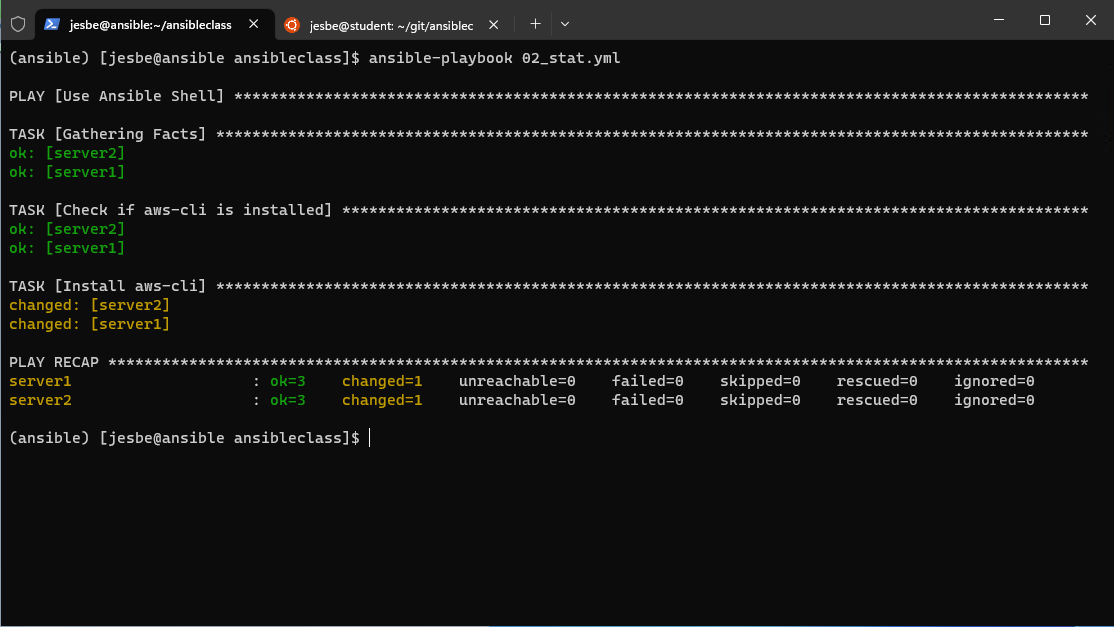 jesbe@ansible:~/ansibleclass
jesbe@student: ~/git/ansiblec
(ansible) [jesbe@ansible ansibleclass]$ ansible-playbook 02_stat.yml
PLAY [Use Ansible Shell] ***********************************************************************************************
TASK [Gathering Facts] *************************************************************************************************
ok: [server2]
ok: [server1]
TASK [Check if aws-cli is installed] ***********************************************************************************
ok: [server2]
ok: [server1]
TASK [Install aws-cli] *************************************************************************************************
changed: [server2]
changed: [server1]
PLAY RECAP *************************************************************************************************************
server1                    : ok=3    changed=1    unreachable=0    failed=0    skipped=0    rescued=0    ignored=0
server2                    : ok=3    changed=1    unreachable=0    failed=0    skipped=0    rescued=0    ignored=0
(ansible) [jesbe@ansible ansibleclass]$